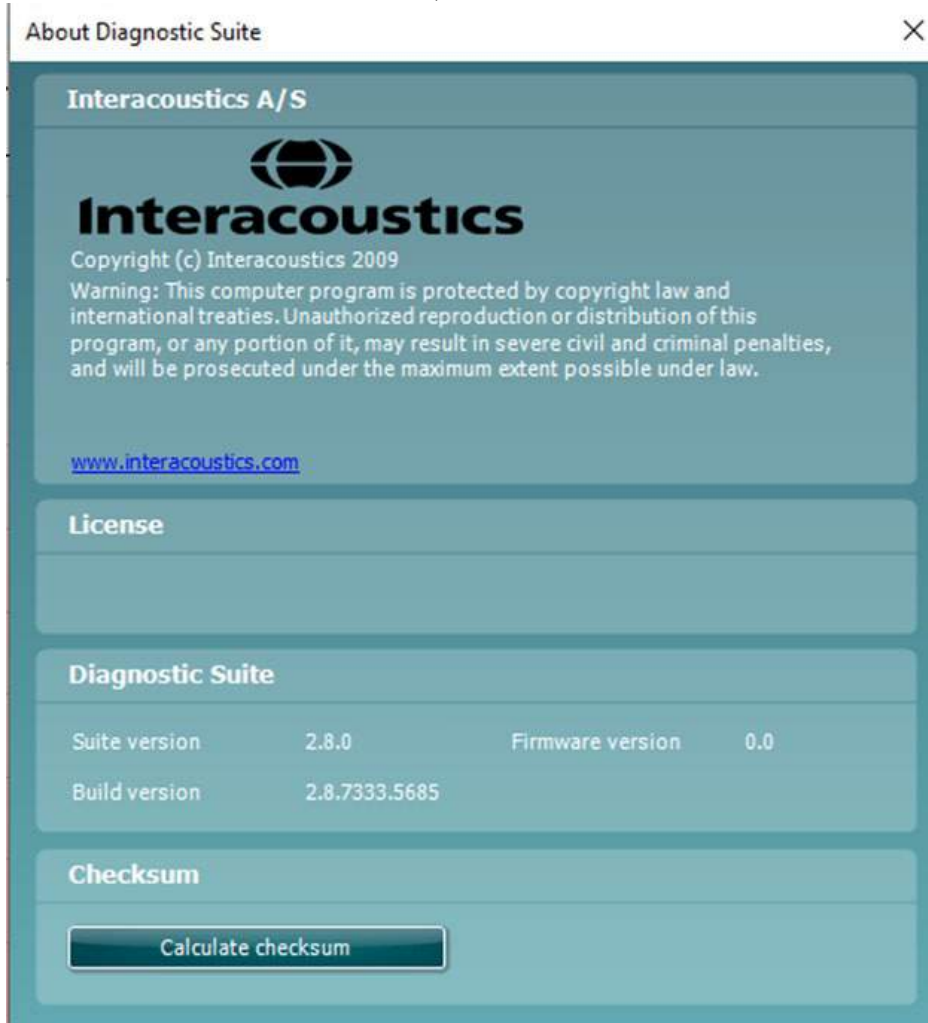 About Diagnostic Suite
Interacoustics A/S
Interacoustics
Copyright (c) Interacoustics 2009
Warning: This computer program is protected by copyright law and
international treaties. Unauthorized reproduction or distribution of this
program, or any portion of it, may result in severe civil and criminal penalties,
and will be prosecuted under the maximum extent possible under law.
www.interacoustics.com
License
Diagnostic Suite
Suite version 2.8.0 Firmware version 0.0
Build version 2.8.7333.5685
Checksum
Calculate checksum